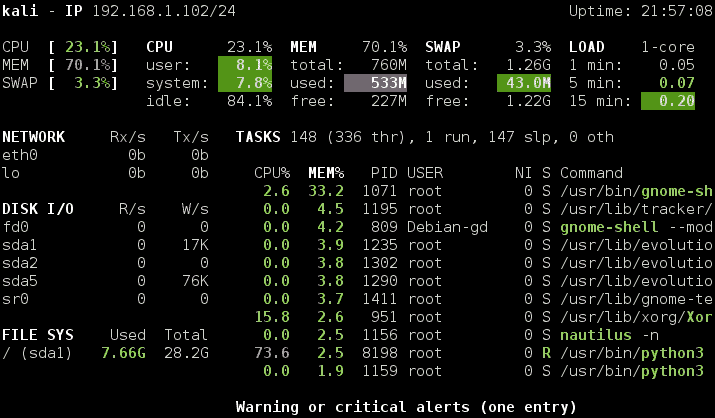 kali - IP 192.168.1.102/24 Uptime: 21:57:08
CPU [ 23.1%] CPU 23.1% MEM 70.1% SWAP 3.3% LOAD 1-core
MEM [ 70.1%] user: 8.1% total: 760M total: 1.26G 1 min: 0.05
SWAP [ 3.3%] system: 7.8% used: 533M used: 43.0M 5 min: 0.07
idle: 84.1% free: 227M free: 1.22G 15 min: 0.20
NETWORK Rx/s Tx/s TASKS 148 (336 thr), 1 run, 147 slp, 0 oth
eth0 0b 0b
lo 0b 0b CPU% MEM% PID USER NI S Command
2.6 33.2 1071 root 0 S /usr/bin/gnome-sh
DISK I/O R/s W/s 0.0 4.5 1195 root 0 S /usr/lib/tracker/
fd0 0 0 0.0 4.2 809 Debian-gd 0 S gnome-shell --mod
sda1 0 17K 0.0 3.9 1235 root 0 S /usr/lib/evolutio
sda2 0 0 0.0 3.8 1302 root 0 S /usr/lib/evolutio
sda5 0 76K 0.0 3.8 1290 root 0 S /usr/lib/evolutio
sr0 0 0 0.0 3.7 1411 root 0 S /usr/lib/gnome-te
15.8 2.6 951 root 0 S /usr/lib/xorg/Xor
FILE SYS Used Total 0.0 2.5 1156 root 0 S nautilus -n
/ (sda1) 7.66G 28.2G 73.6 2.5 8198 root 0 R /usr/bin/python3
0.0 1.9 1159 root 0 S /usr/bin/python3
Warning or critical alerts (one entry)